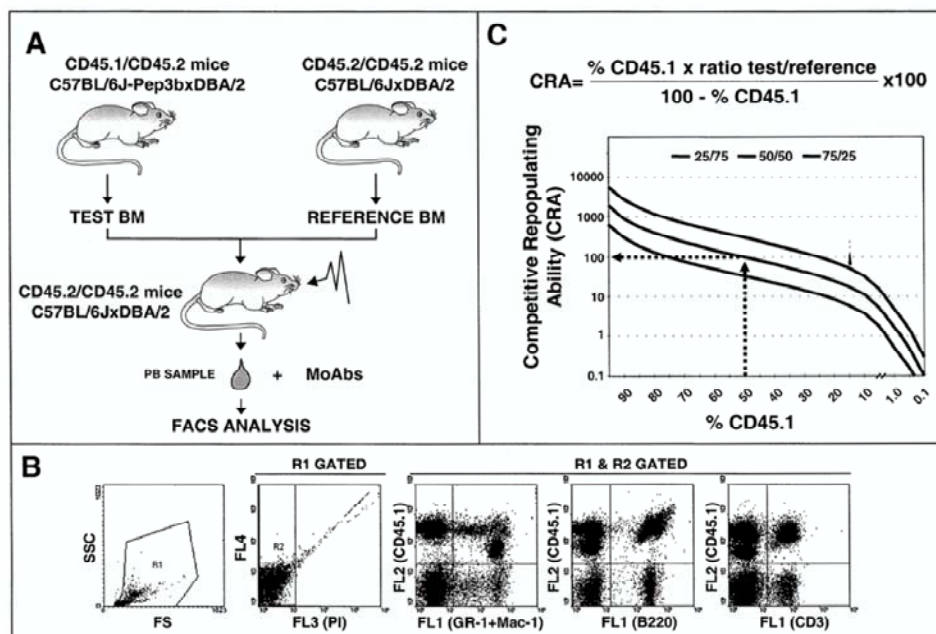 A
CD45.1/CD45.2 mice
C57BL/6J-Pep3bxDBA/2
CD45.2/CD45.2 mice
C57BL/6JxDBA/2
TEST BM
REFERENCE BM
CD45.2/CD45.2 mice
C57BL/6JxDBA/2
PB SAMPLE + MoAbs
FACS ANALYSIS
C
CRA= % CD45.1 x ratio test/reference x100
100 - % CD45.1
25/75 50/50 75/25
Competitive Repopulating
Ability (CRA)
10000
1000
100
10
1
0.1
90 80 70 60 50 40 30 20 10 1.0 0.1
% CD45.1
B
R1 GATED
R1 & R2 GATED
SSC
1023
R1
0
1023
FS
FL4
R2
FL3 (PI)
FL2 (CD45.1)
FL1 (GR-1+Mac-1)
FL2 (CD45.1)
FL1 (B220)
FL2 (CD45.1)
FL1 (CD3)